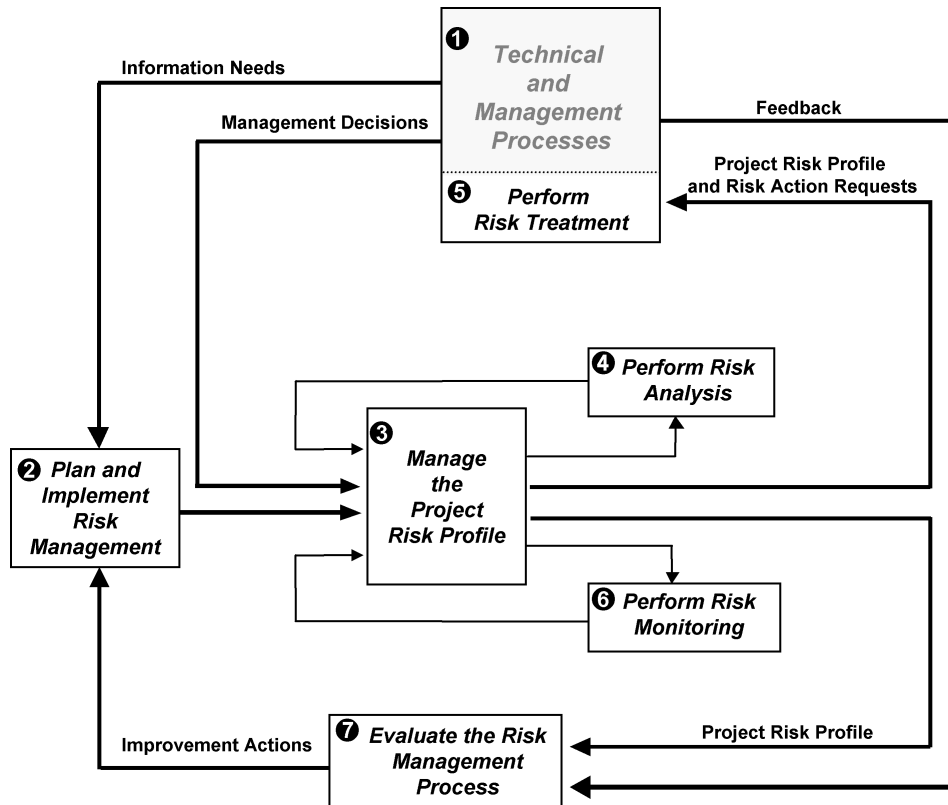 ❶ Technical
and
Management
Processes
Information Needs
Management Decisions
Feedback
Project Risk Profile
and Risk Action Requests
❺ Perform
Risk Treatment
❹ Perform Risk
Analysis
❸
Manage
the
Project
Risk Profile
❷ Plan and
Implement
Risk
Management
❻ Perform Risk
Monitoring
❼ Evaluate the Risk
Management
Process
Improvement Actions
Project Risk Profile